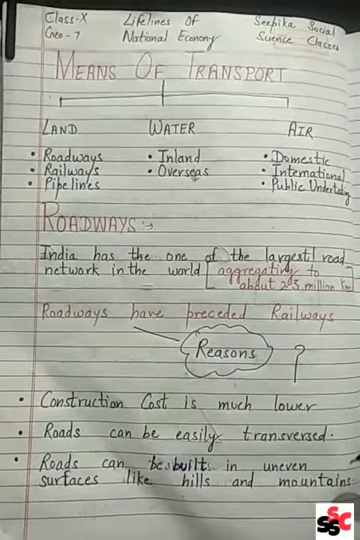 Class-X Lifelines Of Seepika Social
Geo-7 National Economy Science Classes
MEANS OF TRANSPORT
LAND WATER AIR
• Roadways • Inland • Domestic
• Railways • Overseas • International
• Pipelines • Public Undertaking
ROADWAYS :→
India has the one of the largest road
network in the world [aggregating to
about 2.3 million km]
Roadways have preceded Railways
Reasons ?
• Construction Cost is much lower
• Roads can be easily transversed.
• Roads can be built in uneven
surfaces like hills and mountains
SSSC